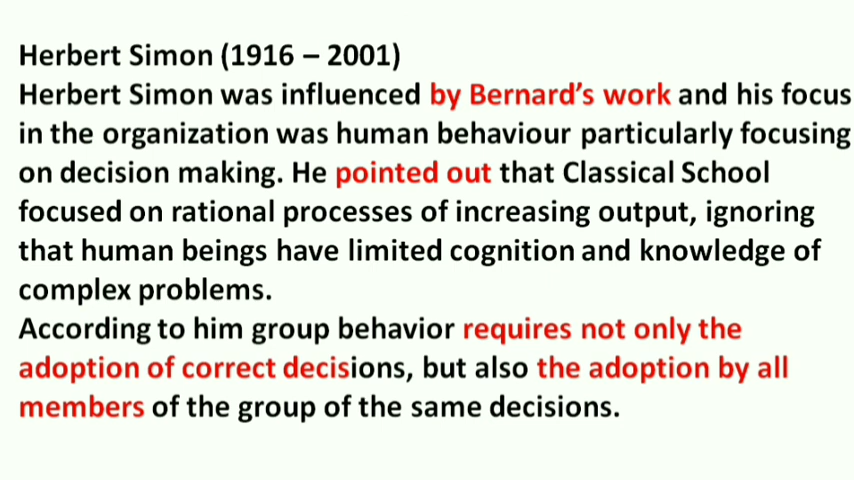 Herbert Simon (1916 – 2001)
Herbert Simon was influenced by Bernard's work and his focus
in the organization was human behaviour particularly focusing
on decision making. He pointed out that Classical School
focused on rational processes of increasing output, ignoring
that human beings have limited cognition and knowledge of
complex problems.
According to him group behavior requires not only the
adoption of correct decisions, but also the adoption by all
members of the group of the same decisions.